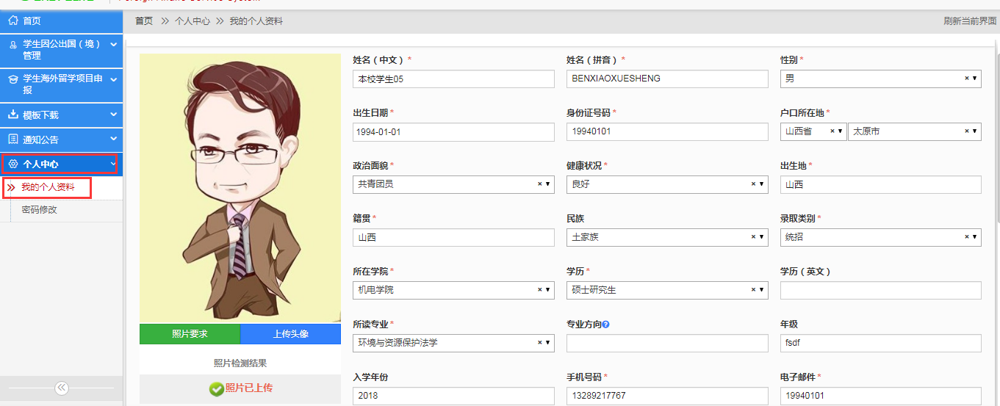 首页
学生因公出国（境）
管理
学生海外留学项目申
报
模板下载
通知公告
个人中心
我的个人资料
密码修改
首页 个人中心 我的个人资料 刷新当前界面
照片要求 上传头像
照片检测结果
照片已上传
姓名（中文）* 姓名（拼音）* 性别*
本校学生05 BENXIAOXUESHENG 男
出生日期* 身份证号码* 户口所在地*
1994-01-01 19940101 山西省 太原市
政治面貌* 健康状况* 出生地*
共青团员 良好 山西
籍贯* 民族 录取类别*
山西 土家族 统招
所在学院* 学历* 学历（英文）
机电学院 硕士研究生
所读专业* 专业方向 年级
环境与资源保护法学 fsdf
入学年份 手机号码* 电子邮件*
2018 13289217767 19940101